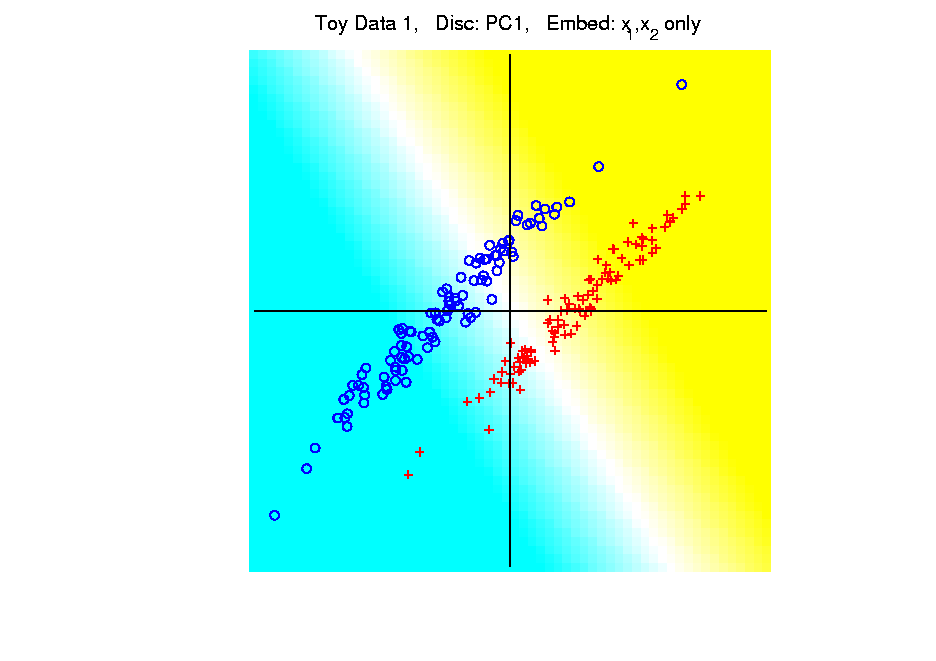 Toy Data 1,   Disc: PC1,   Embed: x₁,x₂ only